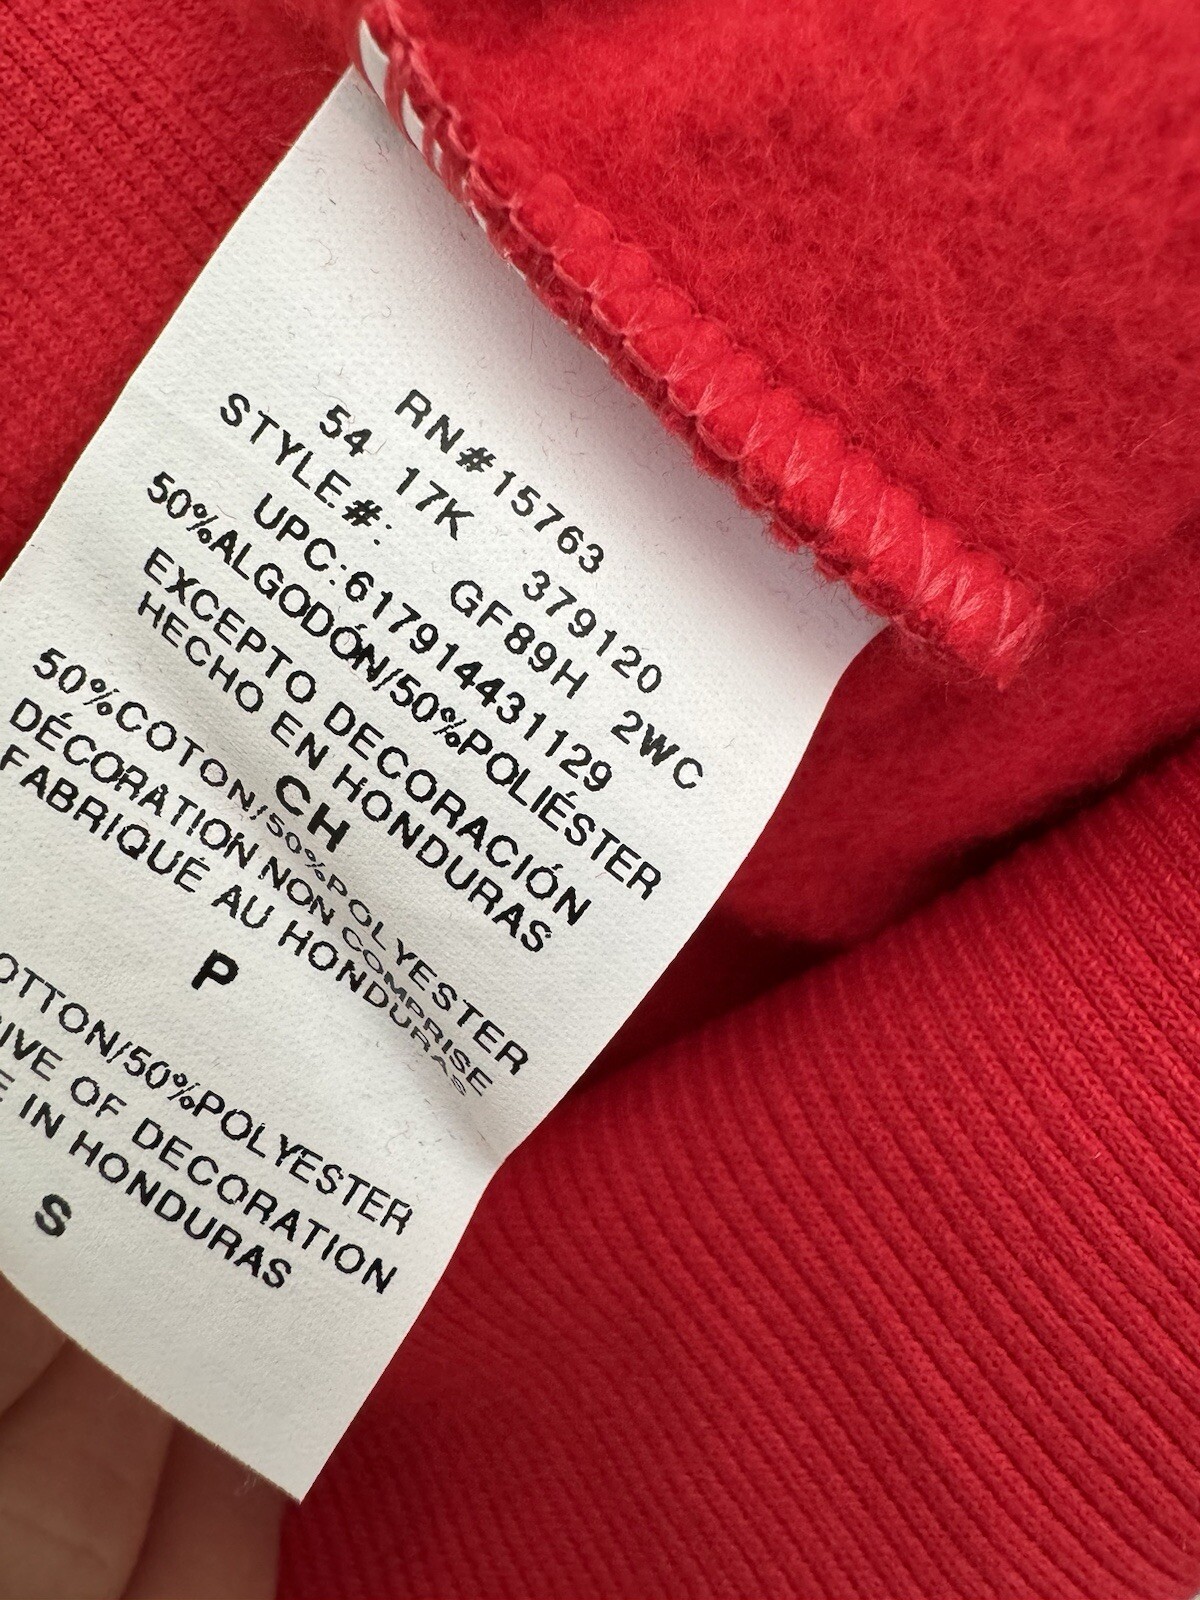 RN#15763
54 17K 379120
STYLE#: GF89H 2WC
UPC:617914431129
50%ALGODÓN/50%POLIÉSTER
EXCEPTO DECORACIÓN
HECHO EN HONDURAS
CH
50%COTON/50%POLYESTER
DÉCORATION NON COMPRISE
FABRIQUÉ AU HONDURAS
P
OTTON/50%POLYESTER
IVE OF DECORATION
E IN HONDURAS
S